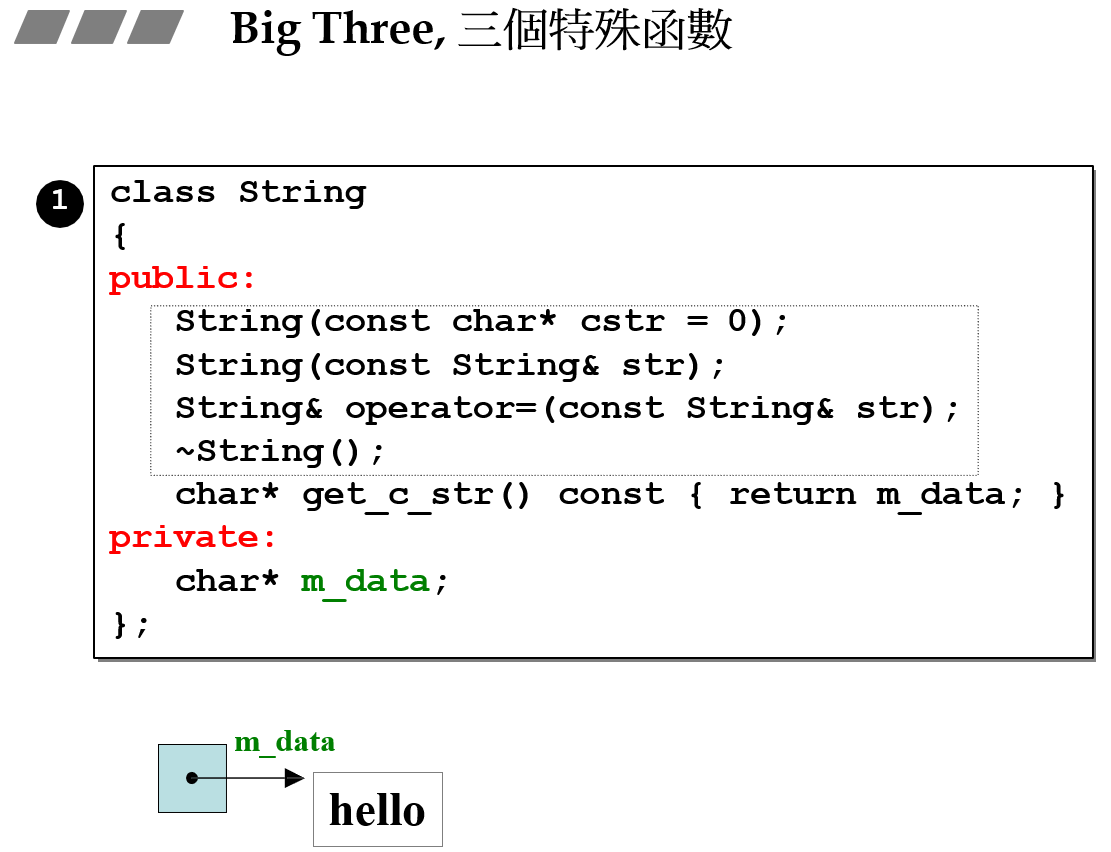 Big Three, 三個特殊函數
1
class String
{
public:
String(const char* cstr = 0);
String(const String& str);
String& operator=(const String& str);
~String();
char* get_c_str() const { return m_data; }
private:
char* m_data;
};
m_data
hello